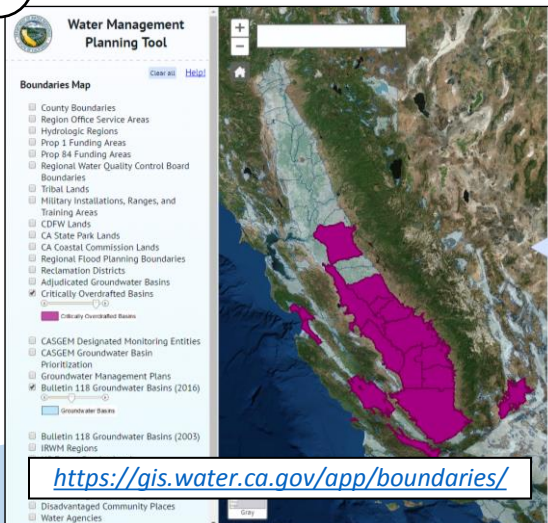 Water Management
Planning Tool
Clear all Help!
Boundaries Map
County Boundaries
Region Office Service Areas
Hydrologic Regions
Prop 1 Funding Areas
Prop 84 Funding Areas
Regional Water Quality Control Board
Boundaries
Tribal Lands
Military Installations, Ranges, and
Training Areas
CDFW Lands
CA State Park Lands
CA Coastal Commission Lands
Regional Flood Planning Boundaries
Reclamation Districts
Adjudicated Groundwater Basins
Critically Overdrafted Basins
Critically Overdrafted Basins
CASGEM Designated Monitoring Entities
CASGEM Groundwater Basin
Prioritization
Groundwater Management Plans
Bulletin 118 Groundwater Basins (2016)
Groundwater Basins
Bulletin 118 Groundwater Basins (2003)
IRWM Regions
https://gis.water.ca.gov/app/boundaries/
Disadvantaged Community Places
Water Agencies
+
−
Gray